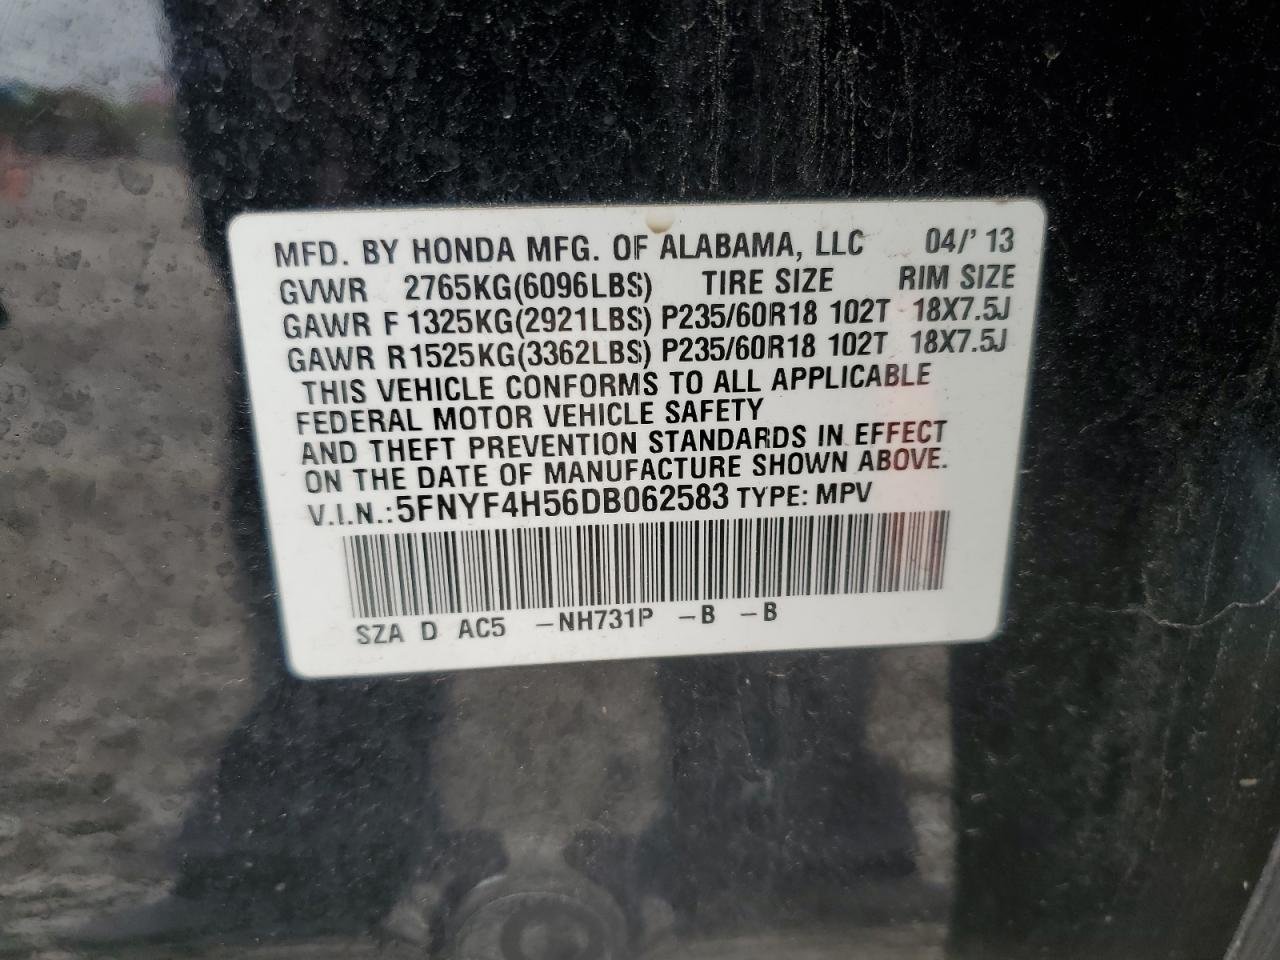 MFD. BY HONDA MFG. OF ALABAMA, LLC 04/' 13
GVWR 2765KG(6096LBS) TIRE SIZE RIM SIZE
GAWR F 1325KG(2921LBS) P235/60R18 102T 18X7.5J
GAWR R1525KG(3362LBS) P235/60R18 102T 18X7.5J
THIS VEHICLE CONFORMS TO ALL APPLICABLE
FEDERAL MOTOR VEHICLE SAFETY
AND THEFT PREVENTION STANDARDS IN EFFECT
ON THE DATE OF MANUFACTURE SHOWN ABOVE.
V.I.N.:5FNYF4H56DB062583 TYPE: MPV
SZA D AC5 -NH731P -B -B